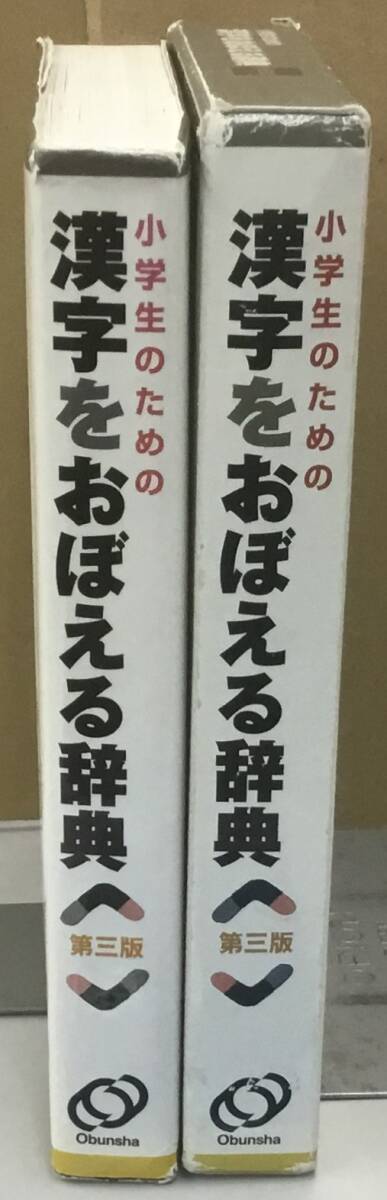 小学生のための
漢字をおぼえる辞典
第三版
Obunsha
小学生のための
漢字をおぼえる辞典
第三版
Obunsha